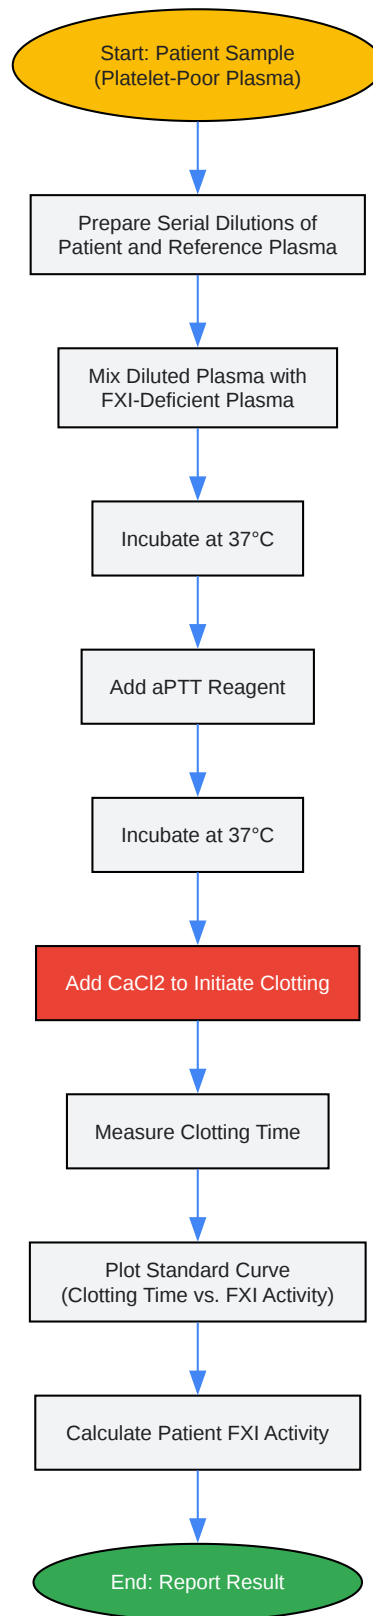 Start: Patient Sample
(Platelet-Poor Plasma)
Prepare Serial Dilutions of
Patient and Reference Plasma
Mix Diluted Plasma with
FXI-Deficient Plasma
Incubate at 37°C
Add aPTT Reagent
Incubate at 37°C
Add CaCl2 to Initiate Clotting
Measure Clotting Time
Plot Standard Curve
(Clotting Time vs. FXI Activity)
Calculate Patient FXI Activity
End: Report Result